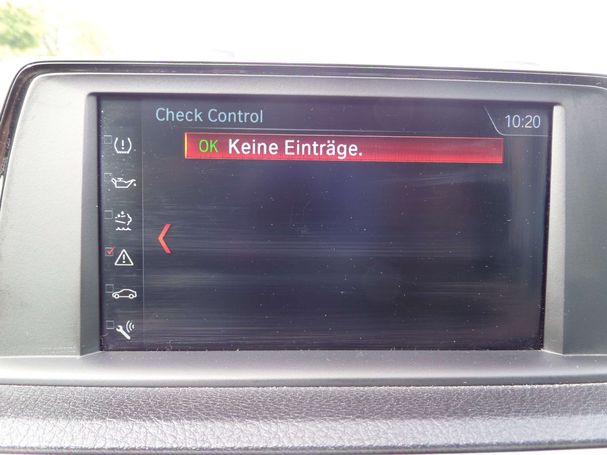 Check Control
10:20
OK Keine Einträge.